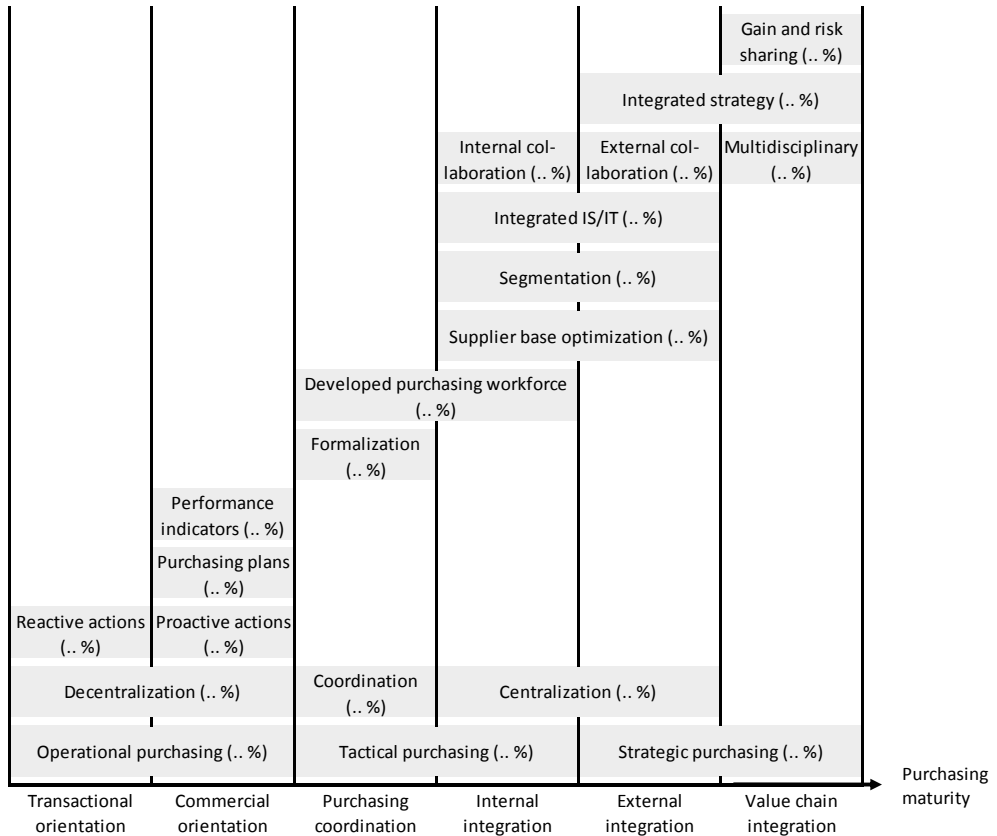 Gain and risk
sharing (.. %)
Integrated strategy (.. %)
Internal col-
laboration (.. %)
External col-
laboration (.. %)
Multidisciplinary
(.. %)
Integrated IS/IT (.. %)
Segmentation (.. %)
Supplier base optimization (.. %)
Developed purchasing workforce
(.. %)
Formalization
(.. %)
Performance
indicators (.. %)
Purchasing plans
(.. %)
Reactive actions
(.. %)
Proactive actions
(.. %)
Decentralization (.. %)
Coordination
(.. %)
Centralization (.. %)
Operational purchasing (.. %)
Tactical purchasing (.. %)
Strategic purchasing (.. %)
Purchasing
maturity
Transactional
orientation
Commercial
orientation
Purchasing
coordination
Internal
integration
External
integration
Value chain
integration